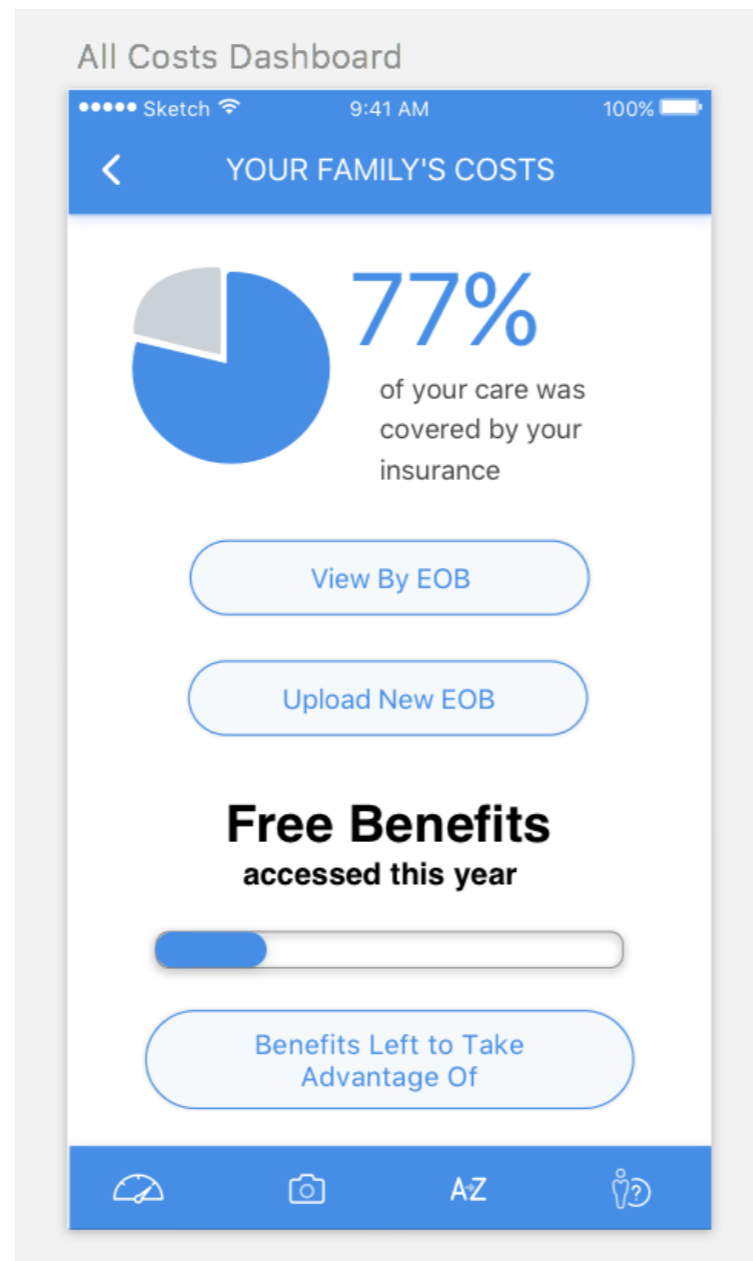 All Costs Dashboard
Sketch 9:41 AM 100%
YOUR FAMILY'S COSTS
77%
of your care was
covered by your
insurance
View By EOB
Upload New EOB
Free Benefits
accessed this year
Benefits Left to Take
Advantage Of
A-Z
?